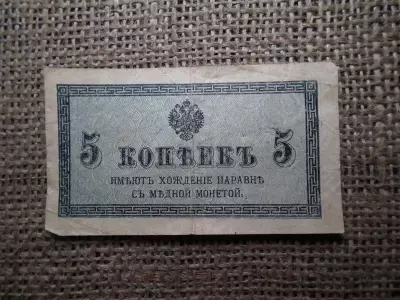 5 КОПѢЕКЪ 5
ИМѢЮТЪ ХОЖДЕНІЕ НАРАВНѢ
СЪ МѢДНОЙ МОНЕТОЙ.